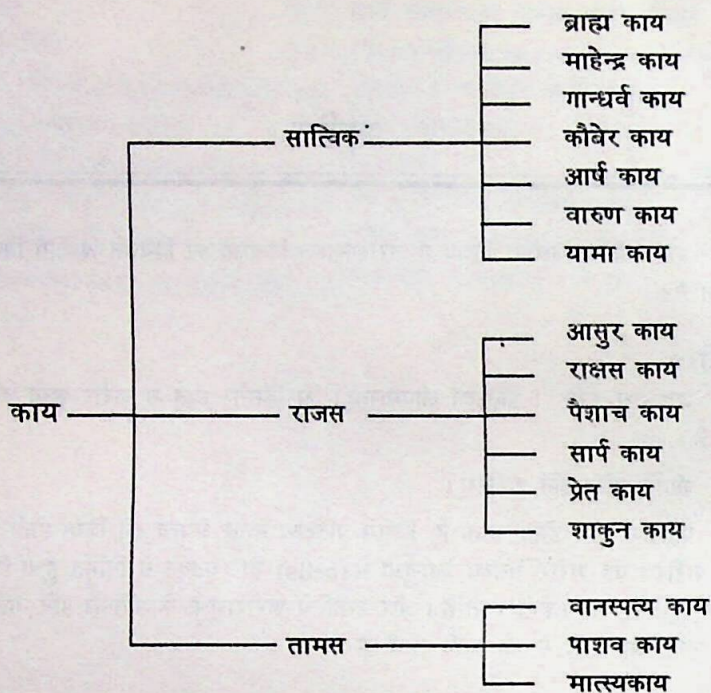 ब्राह्म काय
माहेन्द्र काय
गान्धर्व काय
सात्विक
कौबेर काय
आर्ष काय
वारुण काय
यामा काय
आसुर काय
राक्षस काय
काय
राजस
पैशाच काय
सार्प काय
प्रेत काय
शाकुन काय
वानस्पत्य काय
तामस
पाशव काय
मात्स्यकाय